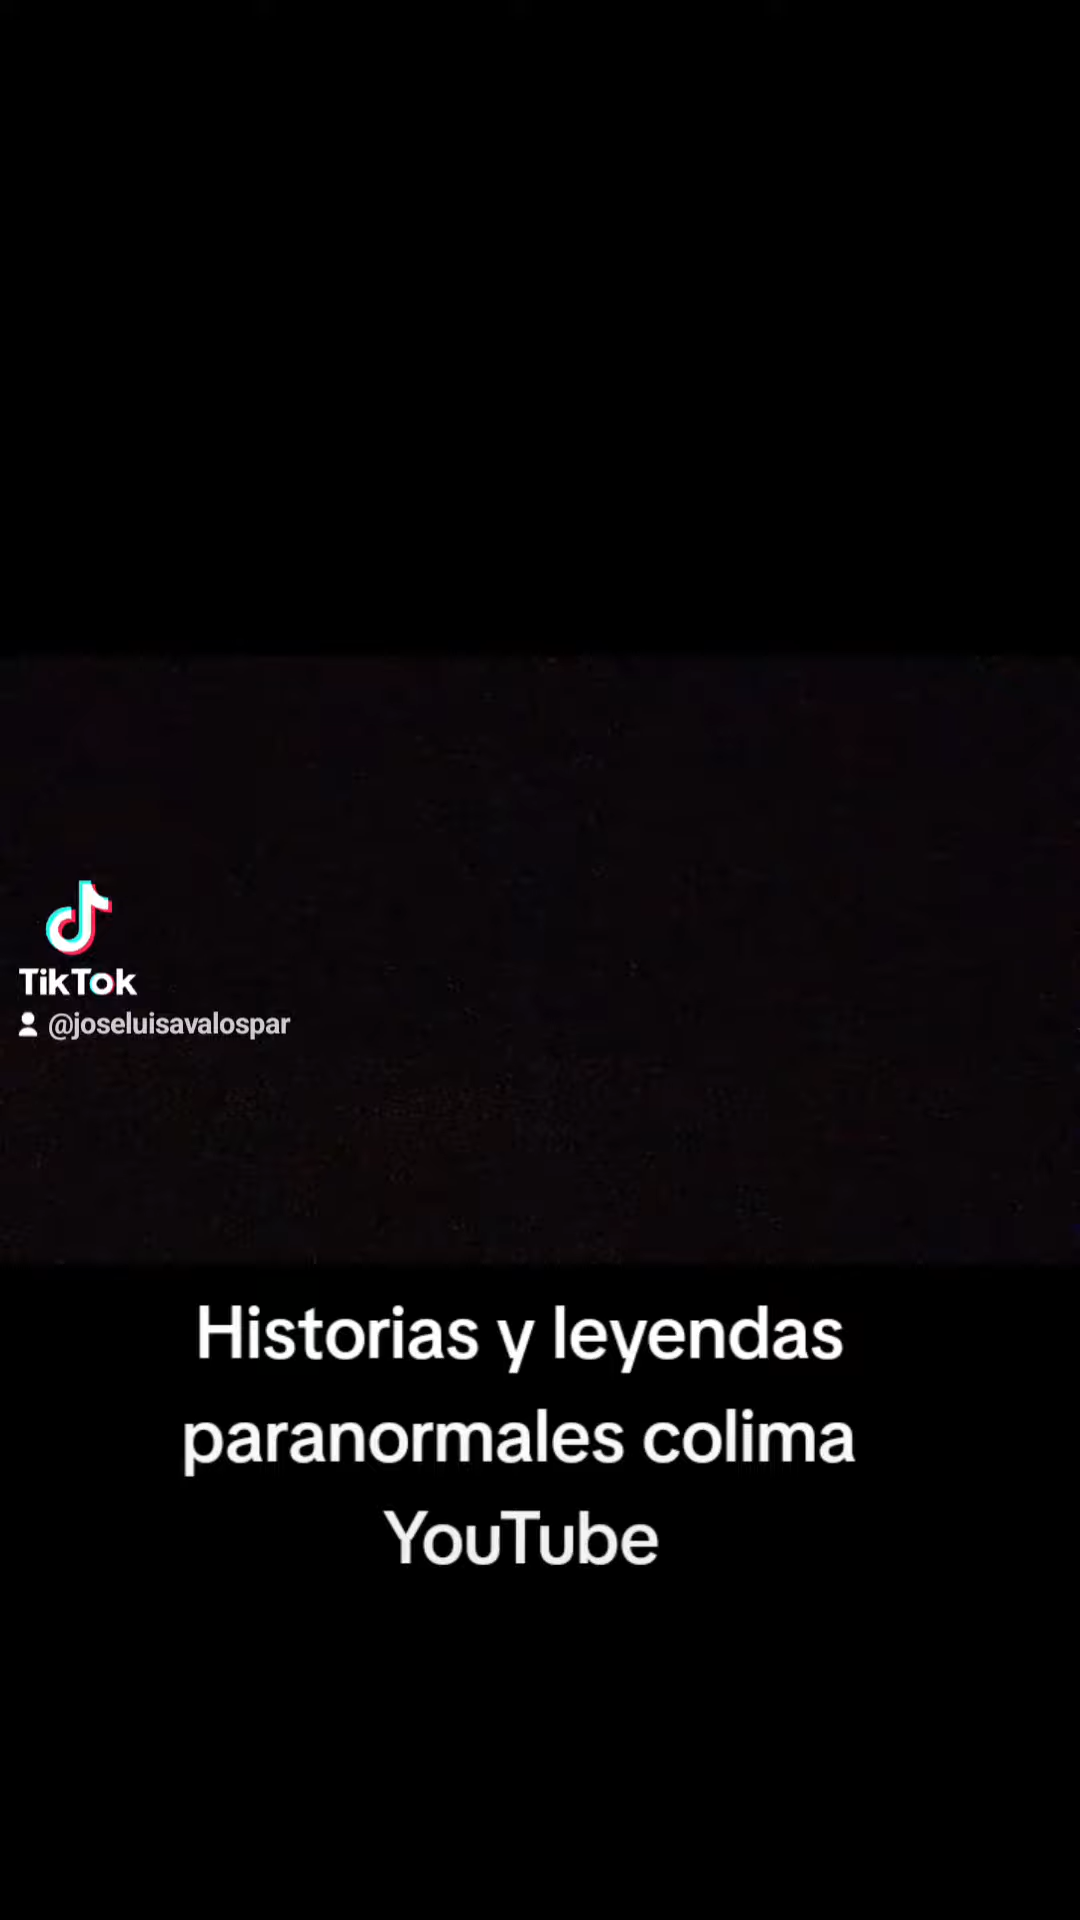 TikTok
@joseluisavalospar
Historias y leyendas
paranormales colima
YouTube